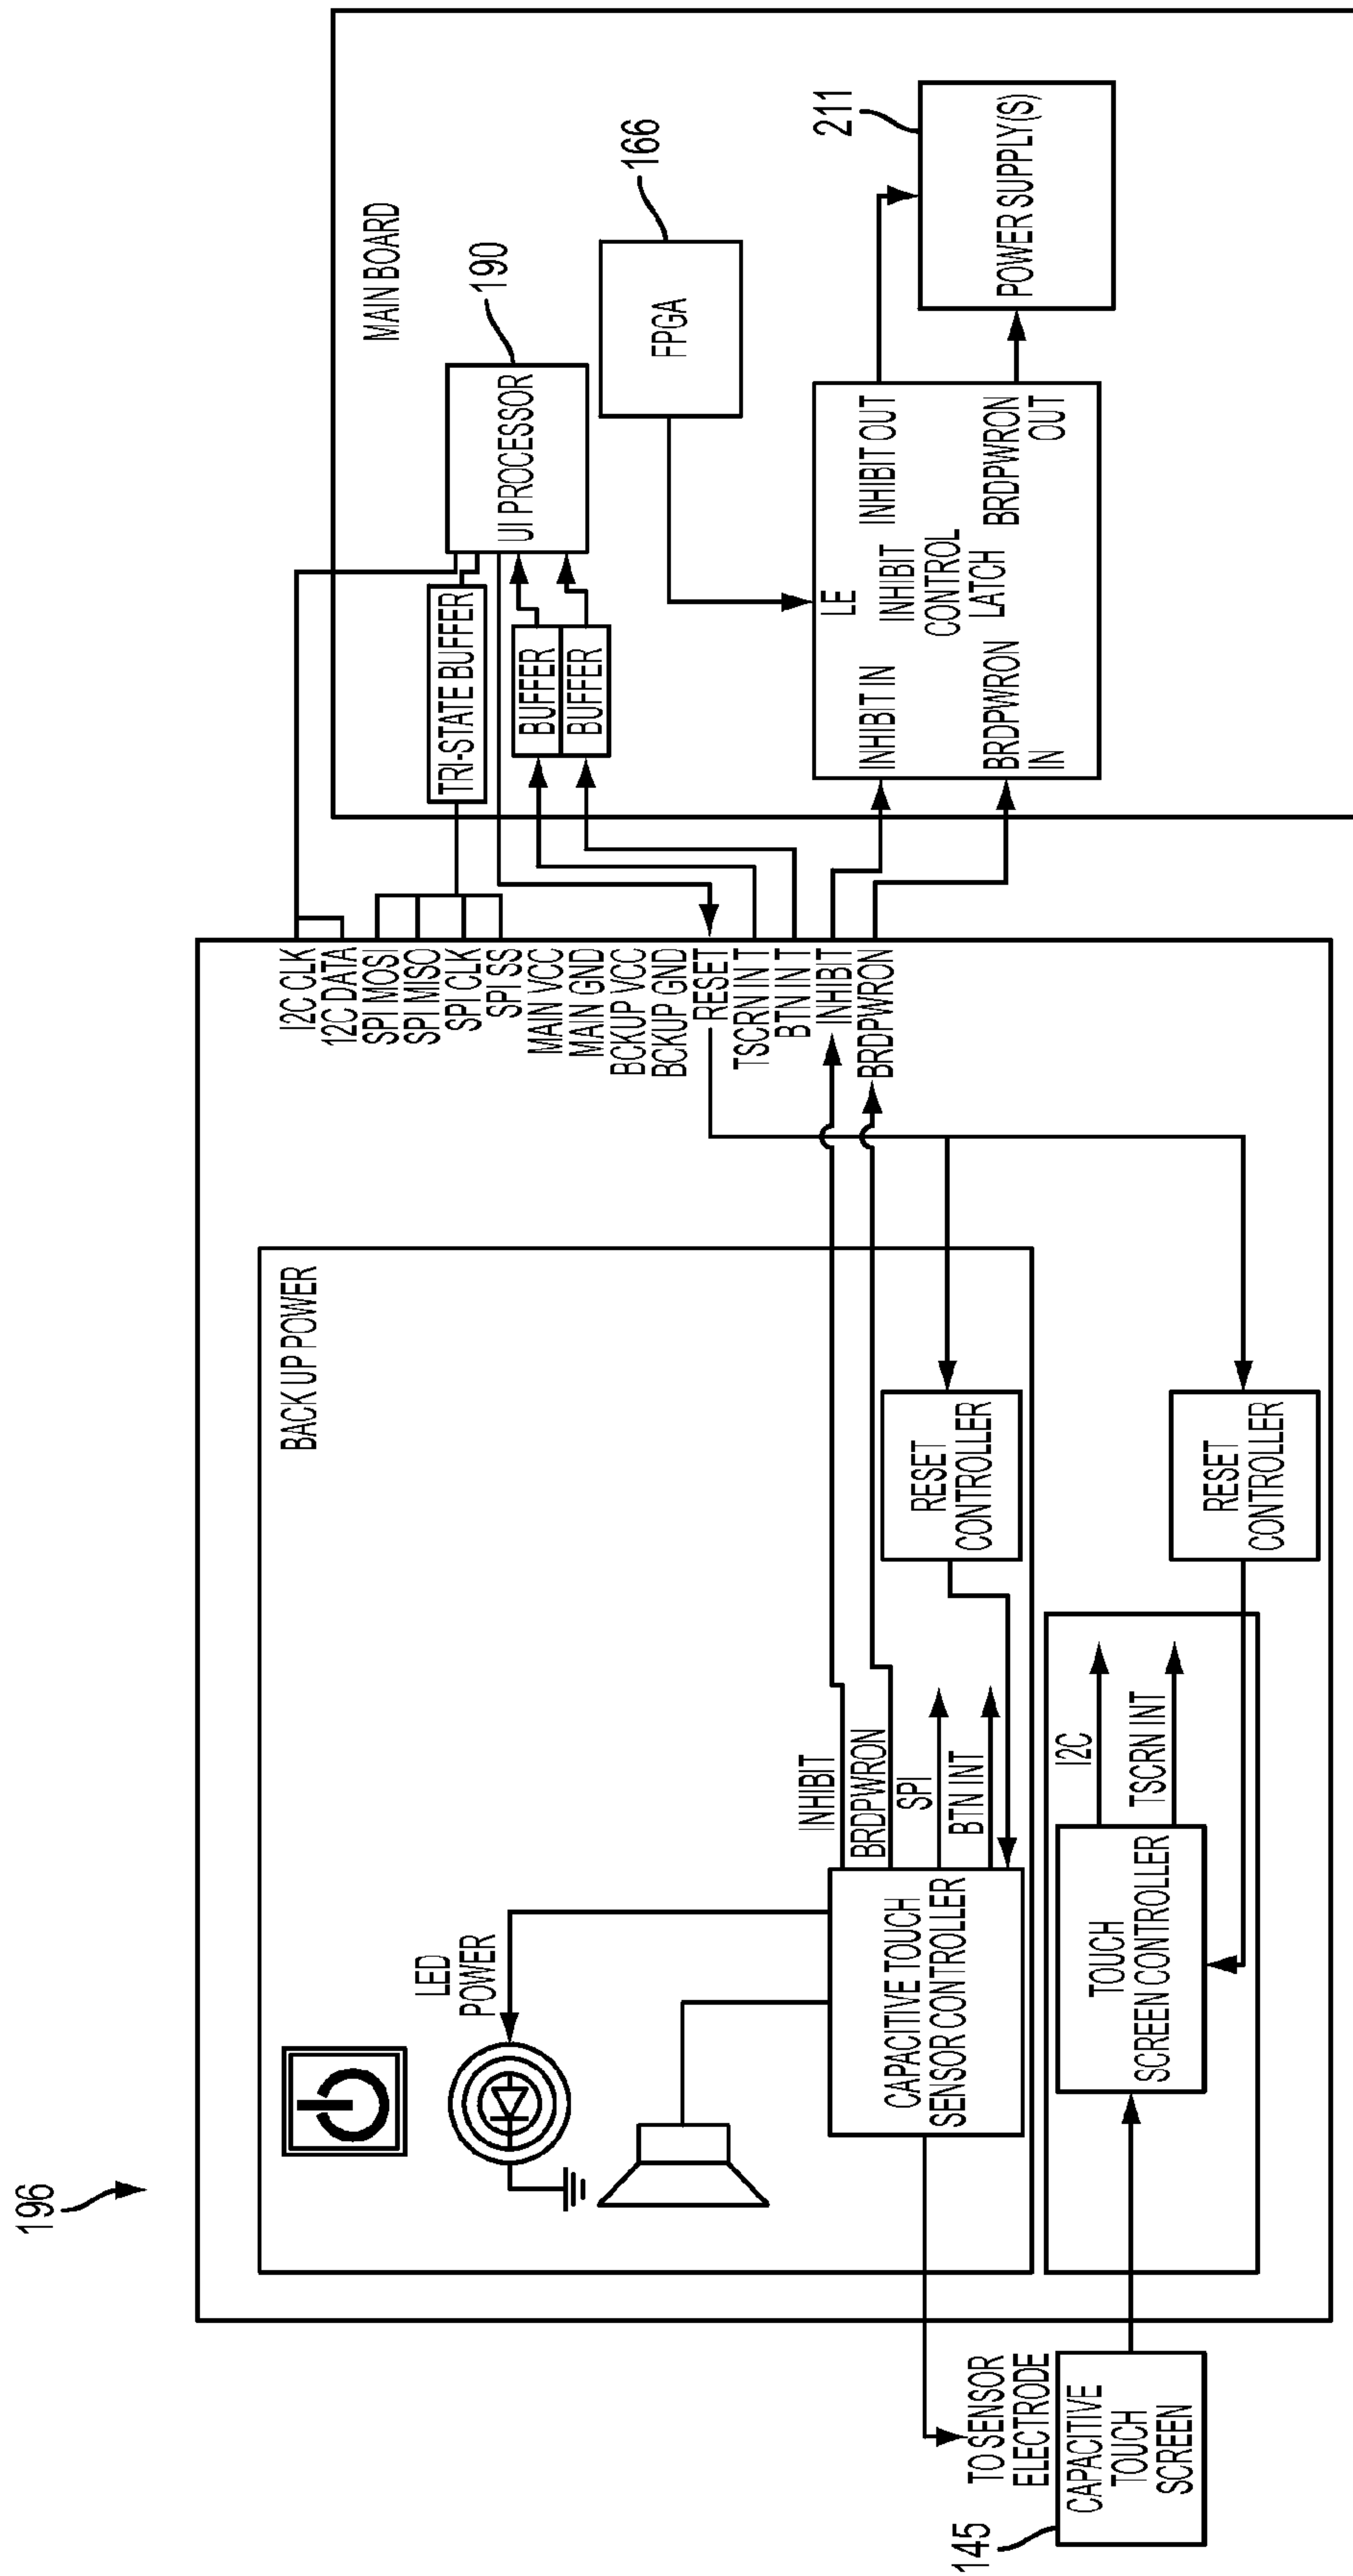 196
BACK UP POWER
LED
POWER
INHIBIT
BRDPWRON
SPI
BTN INT
CAPACITIVE TOUCH
SENSOR CONTROLLER
RESET
CONTROLLER
TO SENSOR
ELECTRODE
145
CAPACITIVE
TOUCH
SCREEN
TOUCH
SCREEN CONTROLLER
I2C
TSCRN INT
RESET
CONTROLLER
I2C CLK
12C DATA
SPI MOSI
SPI MISO
SPI CLK
SPI SS
MAIN VCC
MAIN GND
BCKUP VCC
BCKUP GND
RESET
TSCRN INT
BTN INT
INHIBIT
BRDPWRON
MAIN BOARD
TRI-STATE BUFFER
BUFFER
BUFFER
UI PROCESSOR
190
FPGA
166
LE
INHIBIT IN
INHIBIT
CONTROL
LATCH
INHIBIT OUT
BRDPWRON
IN
BRDPWRON
OUT
POWER SUPPLY(S)
211